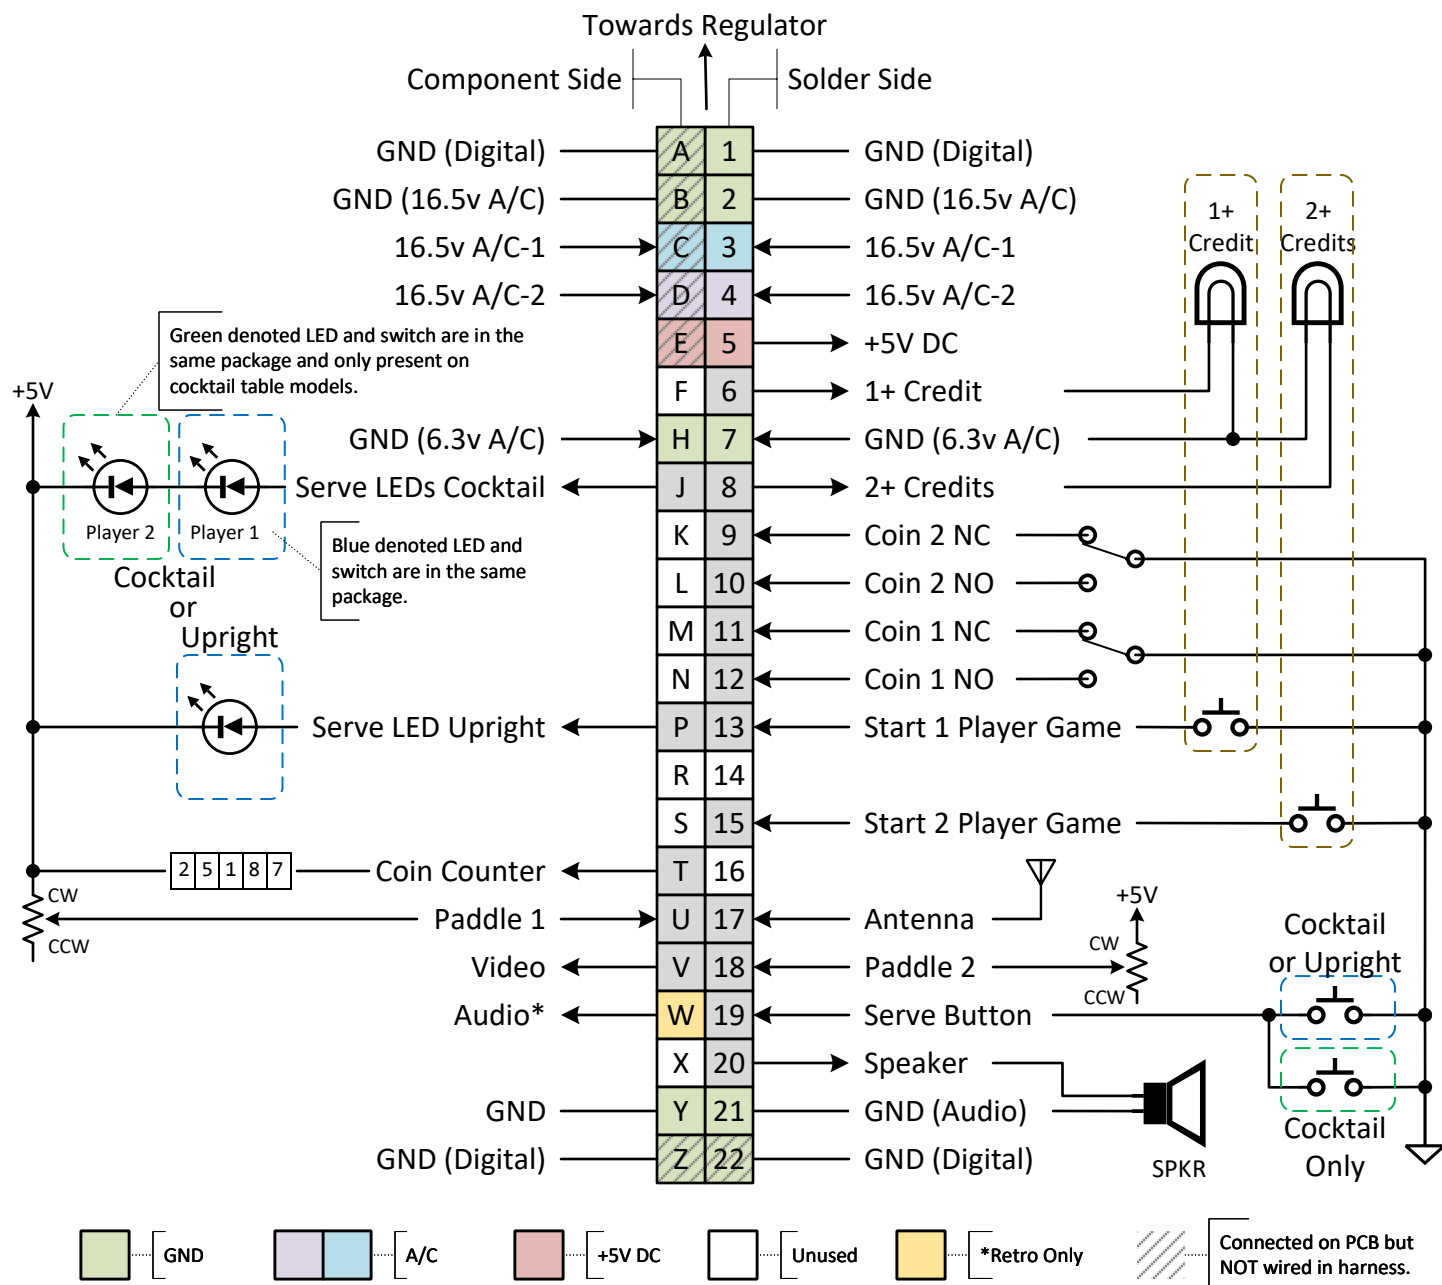 Towards Regulator
Component Side
Solder Side
GND (Digital) A 1 GND (Digital)
GND (16.5v A/C) B 2 GND (16.5v A/C)
16.5v A/C-1 C 3 16.5v A/C-1
16.5v A/C-2 D 4 16.5v A/C-2
E 5 +5V DC
F 6 1+ Credit
GND (6.3v A/C) H 7 GND (6.3v A/C)
Serve LEDs Cocktail J 8 2+ Credits
K 9 Coin 2 NC
L 10 Coin 2 NO
M 11 Coin 1 NC
N 12 Coin 1 NO
Serve LED Upright P 13 Start 1 Player Game
R 14
S 15 Start 2 Player Game
Coin Counter T 16
Paddle 1 U 17 Antenna
Video V 18 Paddle 2
Audio* W 19 Serve Button
X 20 Speaker
GND Y 21 GND (Audio)
GND (Digital) Z 22 GND (Digital)
1+
Credit
2+
Credits
Green denoted LED and switch are in the
same package and only present on
cocktail table models.
+5V
Player 2
Player 1
Blue denoted LED and
switch are in the same
package.
Cocktail
or
Upright
2 5 1 8 7
CW
CCW
+5V
CW
CCW
Cocktail
or Upright
Cocktail
Only
SPKR
GND
A/C
+5V DC
Unused
*Retro Only
Connected on PCB but
NOT wired in harness.